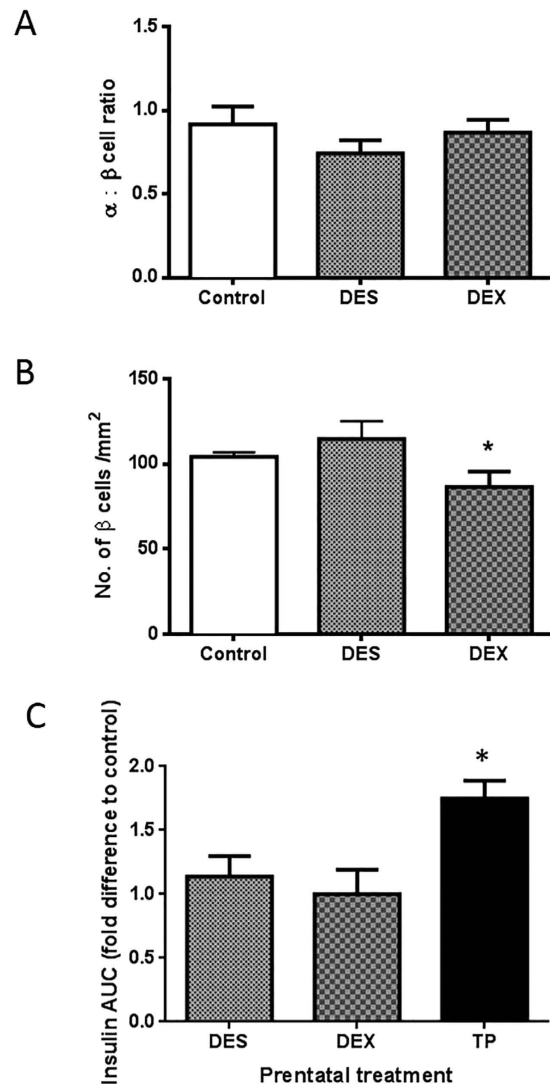 A
α : β cell ratio
1.5
1.0
0.5
0.0
Control DES DEX
B
No. of β cells /mm²
150
100
50
0
*
Control DES DEX
C
Insulin AUC (fold difference to control)
2.0
1.5
1.0
0.5
0.0
*
DES DEX TP
Prentatal treatment